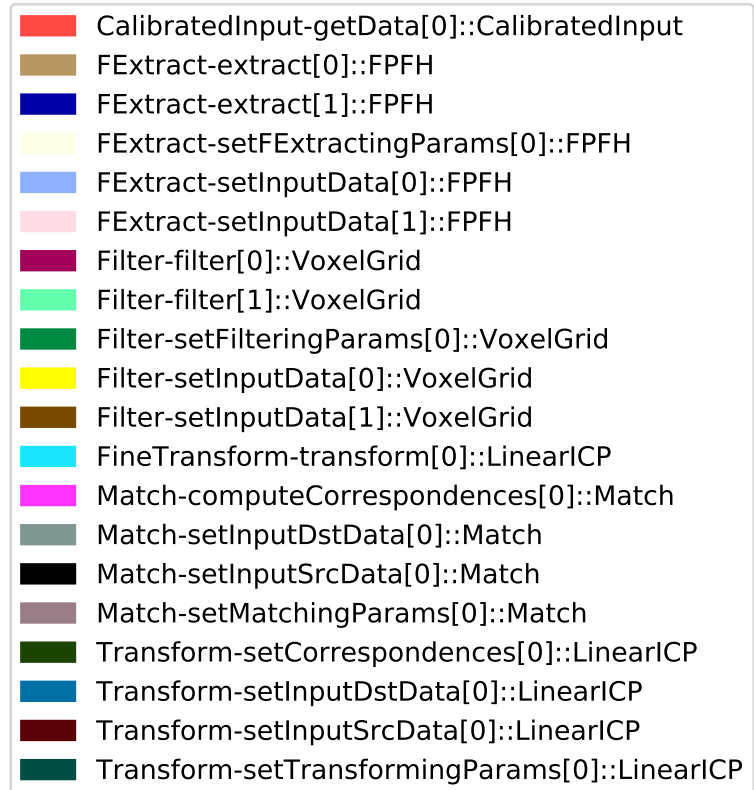 CalibratedInput-getData[0]::CalibratedInput
FExtract-extract[0]::FPFH
FExtract-extract[1]::FPFH
FExtract-setFExtractingParams[0]::FPFH
FExtract-setInputData[0]::FPFH
FExtract-setInputData[1]::FPFH
Filter-filter[0]::VoxelGrid
Filter-filter[1]::VoxelGrid
Filter-setFilteringParams[0]::VoxelGrid
Filter-setInputData[0]::VoxelGrid
Filter-setInputData[1]::VoxelGrid
FineTransform-transform[0]::LinearICP
Match-computeCorrespondences[0]::Match
Match-setInputDstData[0]::Match
Match-setInputSrcData[0]::Match
Match-setMatchingParams[0]::Match
Transform-setCorrespondences[0]::LinearICP
Transform-setInputDstData[0]::LinearICP
Transform-setInputSrcData[0]::LinearICP
Transform-setTransformingParams[0]::LinearICP